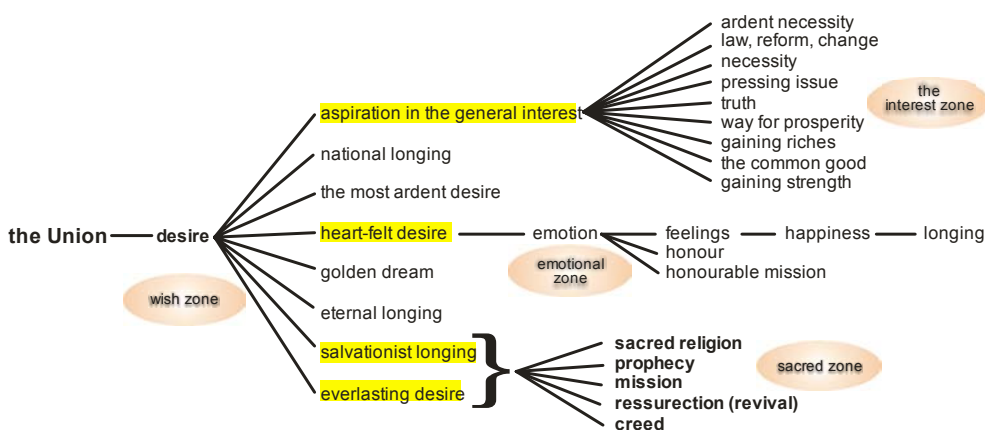 the Union
desire
wish zone
aspiration in the general interest
national longing
the most ardent desire
heart-felt desire
golden dream
eternal longing
salvationist longing
everlasting desire
}
ardent necessity
law, reform, change
necessity
pressing issue
truth
way for prosperity
gaining riches
the common good
gaining strength
the
interest zone
emotion
emotional
zone
feelings
happiness
longing
honour
honourable mission
sacred religion
prophecy
mission
ressurection (revival)
creed
sacred zone